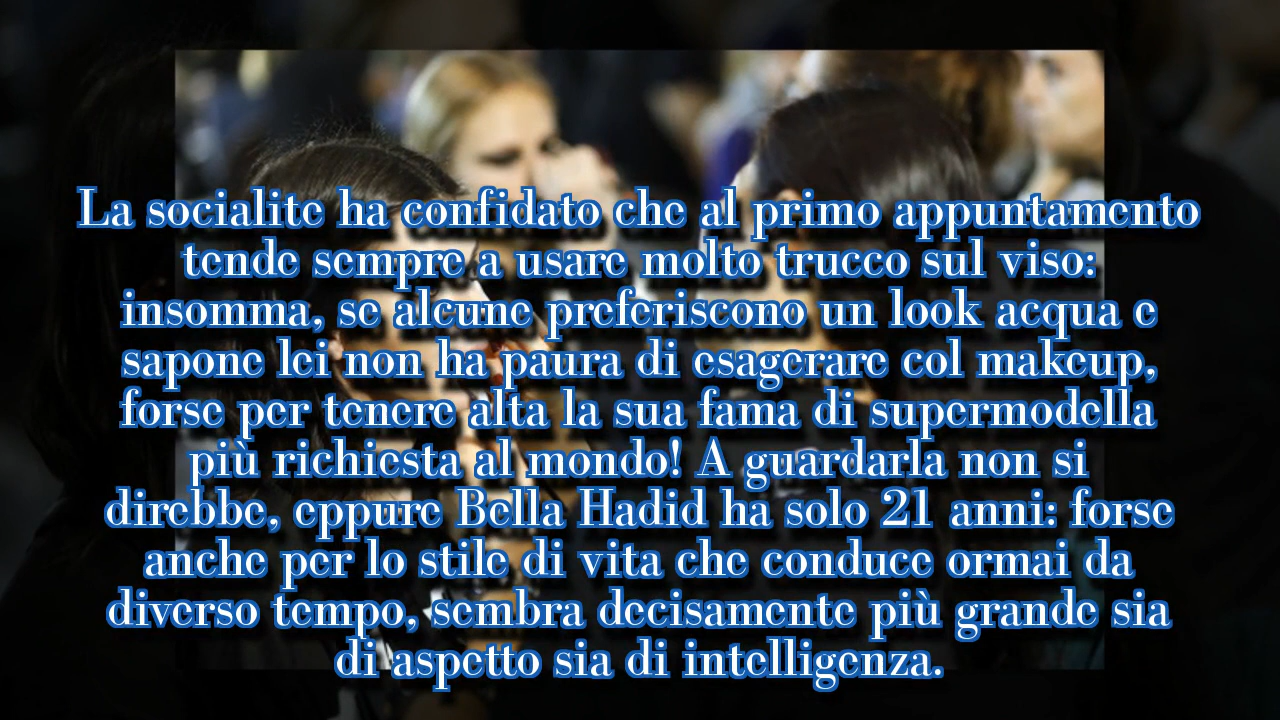 La socialite ha confidato che al primo appuntamento
tende sempre a usare molto trucco sul viso:
insomma, se alcune preferiscono un look acqua e
sapone lei non ha paura di esagerare col makeup,
forse per tenere alta la sua fama di supermodella
più richiesta al mondo! A guardarla non si
direbbe, eppure Bella Hadid ha solo 21 anni: forse
anche per lo stile di vita che conduce ormai da
diverso tempo, sembra decisamente più grande sia
di aspetto sia di intelligenza.